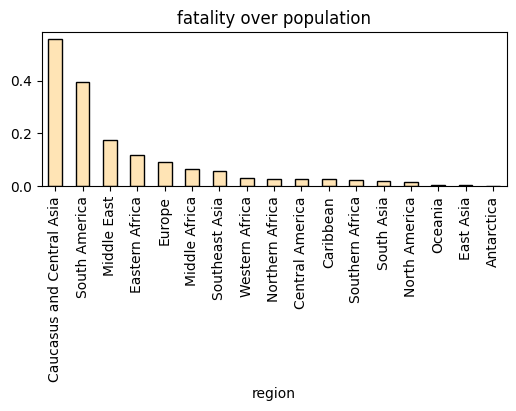 fatality over population
0.4
0.2
0.0
Caucasus and Central Asia
South America
Middle East
Eastern Africa
Europe
Middle Africa
Southeast Asia
Western Africa
Northern Africa
Central America
Caribbean
Southern Africa
South Asia
North America
Oceania
East Asia
Antarctica
region